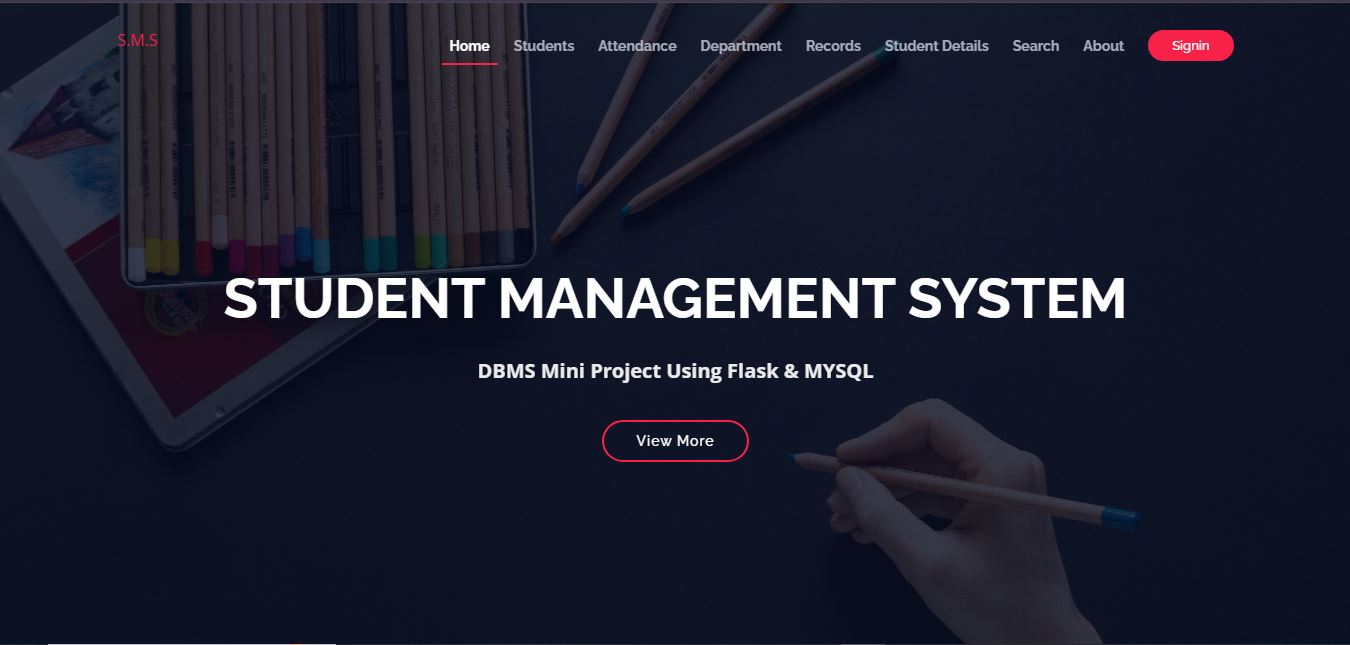 S.M.S
Home Students Attendance Department Records Student Details Search About Signin
STUDENT MANAGEMENT SYSTEM
DBMS Mini Project Using Flask & MYSQL
View More